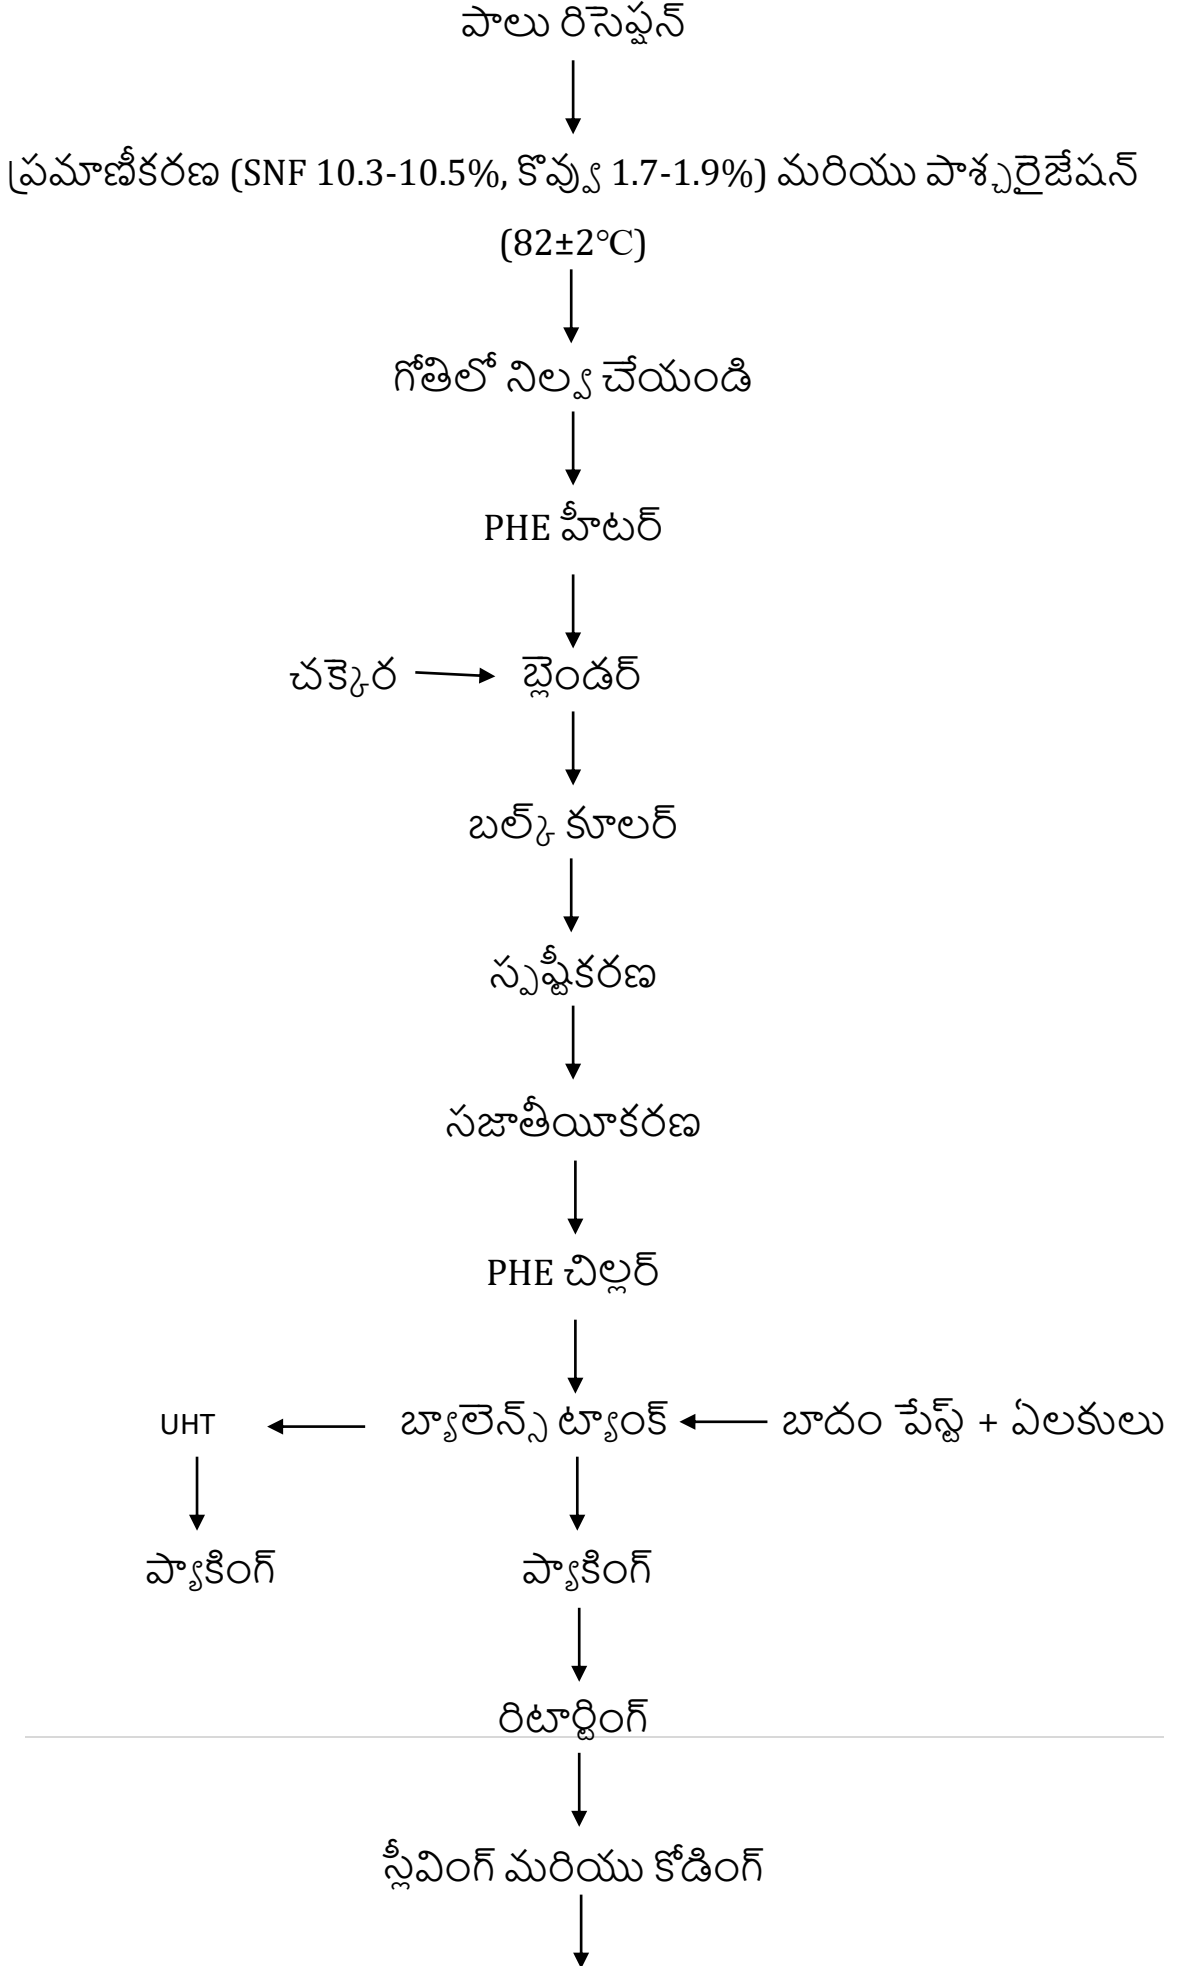 పాలు రిసెప్షన్
ప్రమాణీకరణ (SNF 10.3-10.5%, కొవ్వు 1.7-1.9%) మరియు పాశ్చరైజేషన్
(82±2°C)
గోతిలో నిల్వ చేయండి
PHE హీటర్
చక్కెర బ్లెండర్
బల్క్ కూలర్
స్పష్టీకరణ
సజాతీయీకరణ
PHE చిల్లర్
UHT బ్యాలెన్స్ ట్యాంక్ బాదం పేస్ట్ + ఏలకులు
ప్యాకింగ్ ప్యాకింగ్
రిటార్టింగ్
స్లీవింగ్ మరియు కోడింగ్